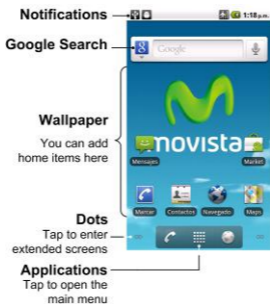 Notifications
1:18 p.m.
Google Search
Google
Wallpaper
You can add
home items here
movistar
Mensajes
Market
Marcar
Contactos
Navegado
Maps
Dots
Tap to enter
extended screens
Applications
Tap to open the
main menu